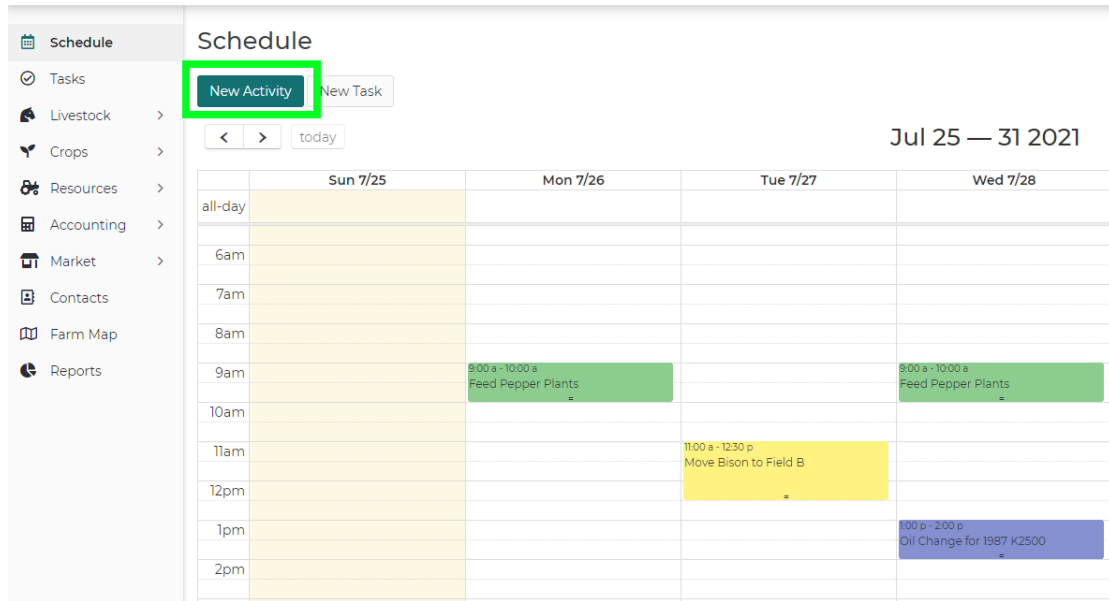 Schedule
Tasks
Livestock
Crops
Resources
Accounting
Market
Contacts
Farm Map
Reports
Schedule
New Activity New Task
today
Jul 25 — 31 2021
Sun 7/25 Mon 7/26 Tue 7/27 Wed 7/28
all-day
6am
7am
8am
9am
9:00 a - 10:00 a
Feed Pepper Plants
9:00 a - 10:00 a
Feed Pepper Plants
10am
11am
11:00 a - 12:30 p
Move Bison to Field B
12pm
1pm
1:00 p - 2:00 p
Oil Change for 1987 K2500
2pm